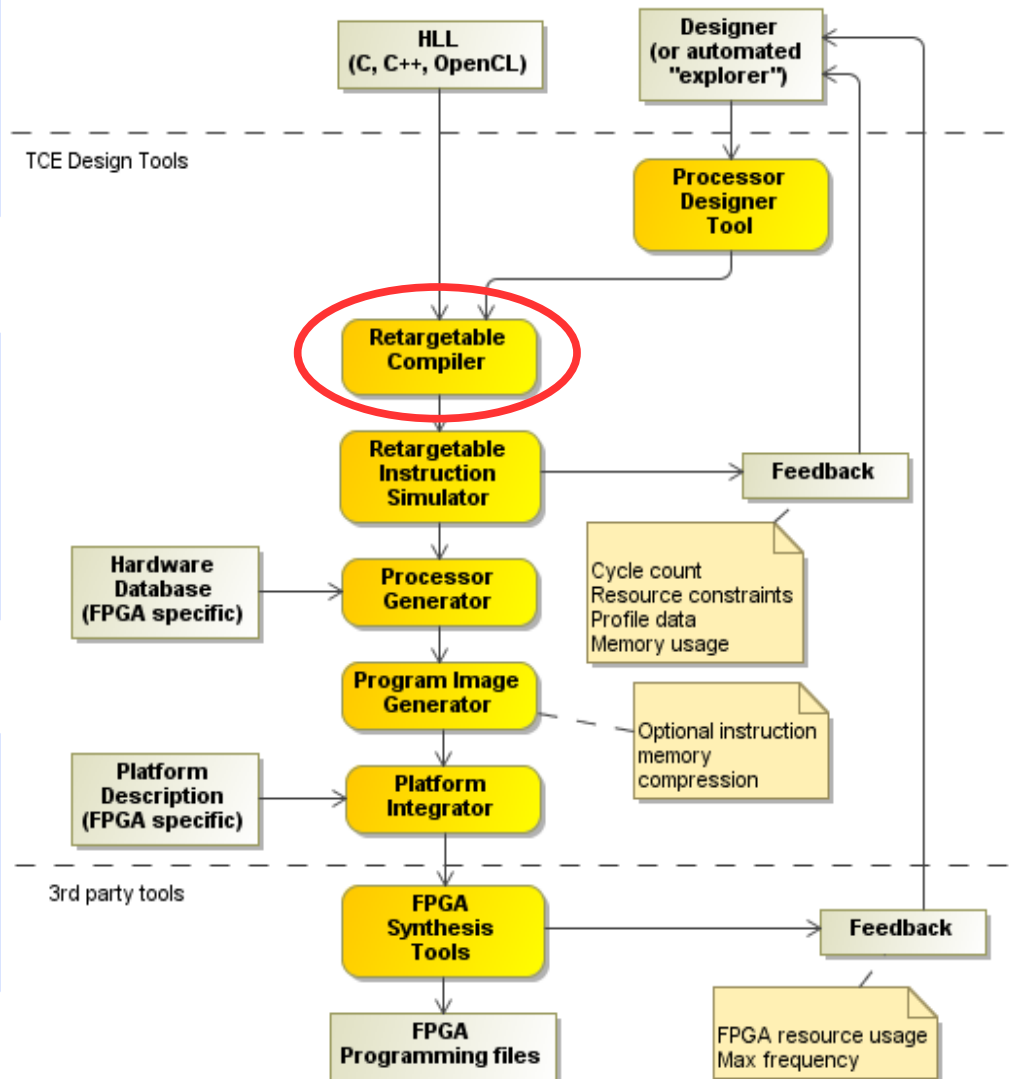 HLL
(C, C++, OpenCL)
Designer
(or automated
"explorer")
TCE Design Tools
Processor
Designer
Tool
Retargetable
Compiler
Retargetable
Instruction
Simulator
Feedback
Cycle count
Resource constraints
Profile data
Memory usage
Hardware
Database
(FPGA specific)
Processor
Generator
Program Image
Generator
Optional instruction
memory
compression
Platform
Description
(FPGA specific)
Platform
Integrator
3rd party tools
FPGA
Synthesis
Tools
Feedback
FPGA resource usage
Max frequency
FPGA
Programming files